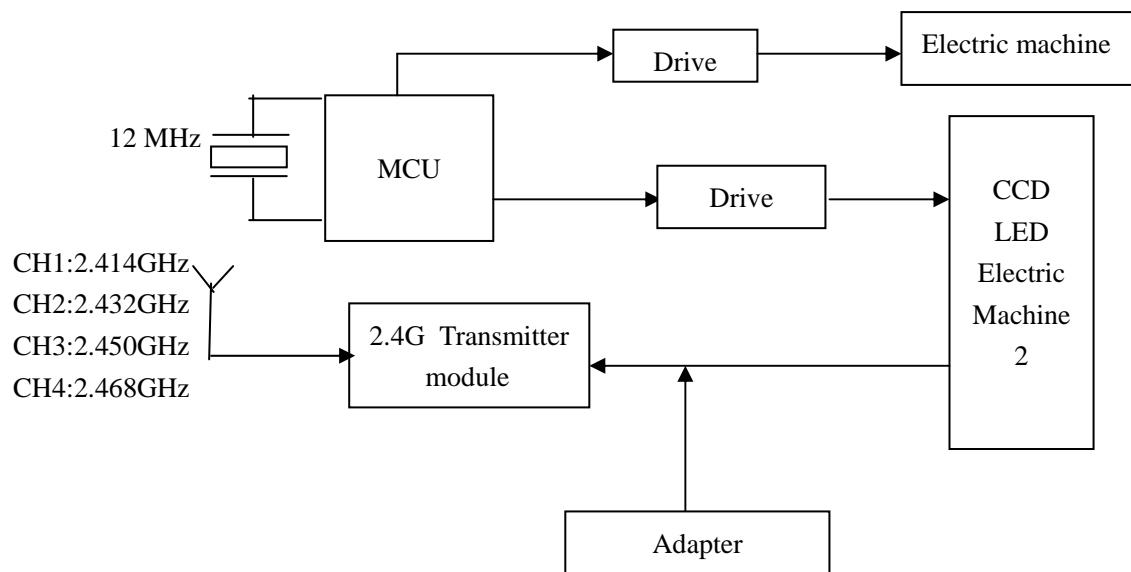 Electric machine
Drive
12 MHz
MCU
Drive
CCD
LED
Electric
Machine
2
CH1:2.414GHz
CH2:2.432GHz
CH3:2.450GHz
CH4:2.468GHz
2.4G Transmitter
module
Adapter